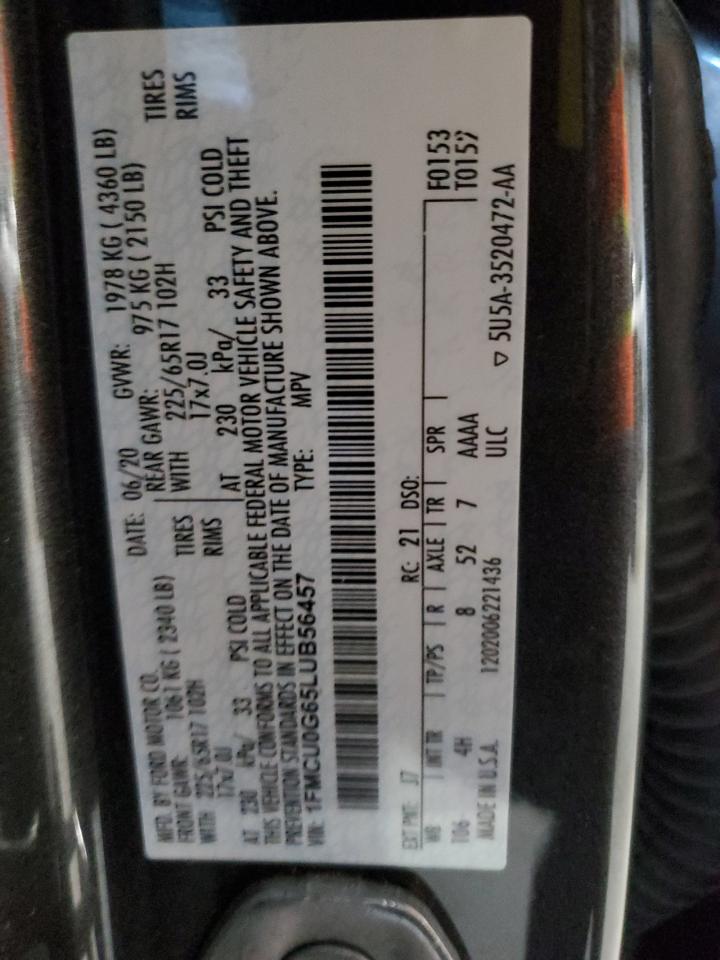 MFD. BY FORD MOTOR CO.
DATE: 06/20 GVWR: 1978 KG ( 4360 LB)
FRONT GAWR: 1061 KG ( 2340 LB) REAR GAWR: 975 KG ( 2150 LB)
WITH 225/65R17 102H TIRES WITH 225/65R17 102H TIRES
17x7.0J RIMS 17x7.0J RIMS
AT 230 kPa/ 33 PSI COLD AT 230 kPa/ 33 PSI COLD
THIS VEHICLE CONFORMS TO ALL APPLICABLE FEDERAL MOTOR VEHICLE SAFETY AND THEFT
PREVENTION STANDARDS IN EFFECT ON THE DATE OF MANUFACTURE SHOWN ABOVE.
VIN: 1FMCU0G65LUB56457 TYPE: MPV
EXT PNT: J7 RC: 21 DSO: F0153
WB INT TR TP/PS R AXLE TR SPR T0152
106 4H 8 52 7 AAAA
MADE IN U.S.A. 1202006221436 ULC
▽ 5U5A-3520472-AA